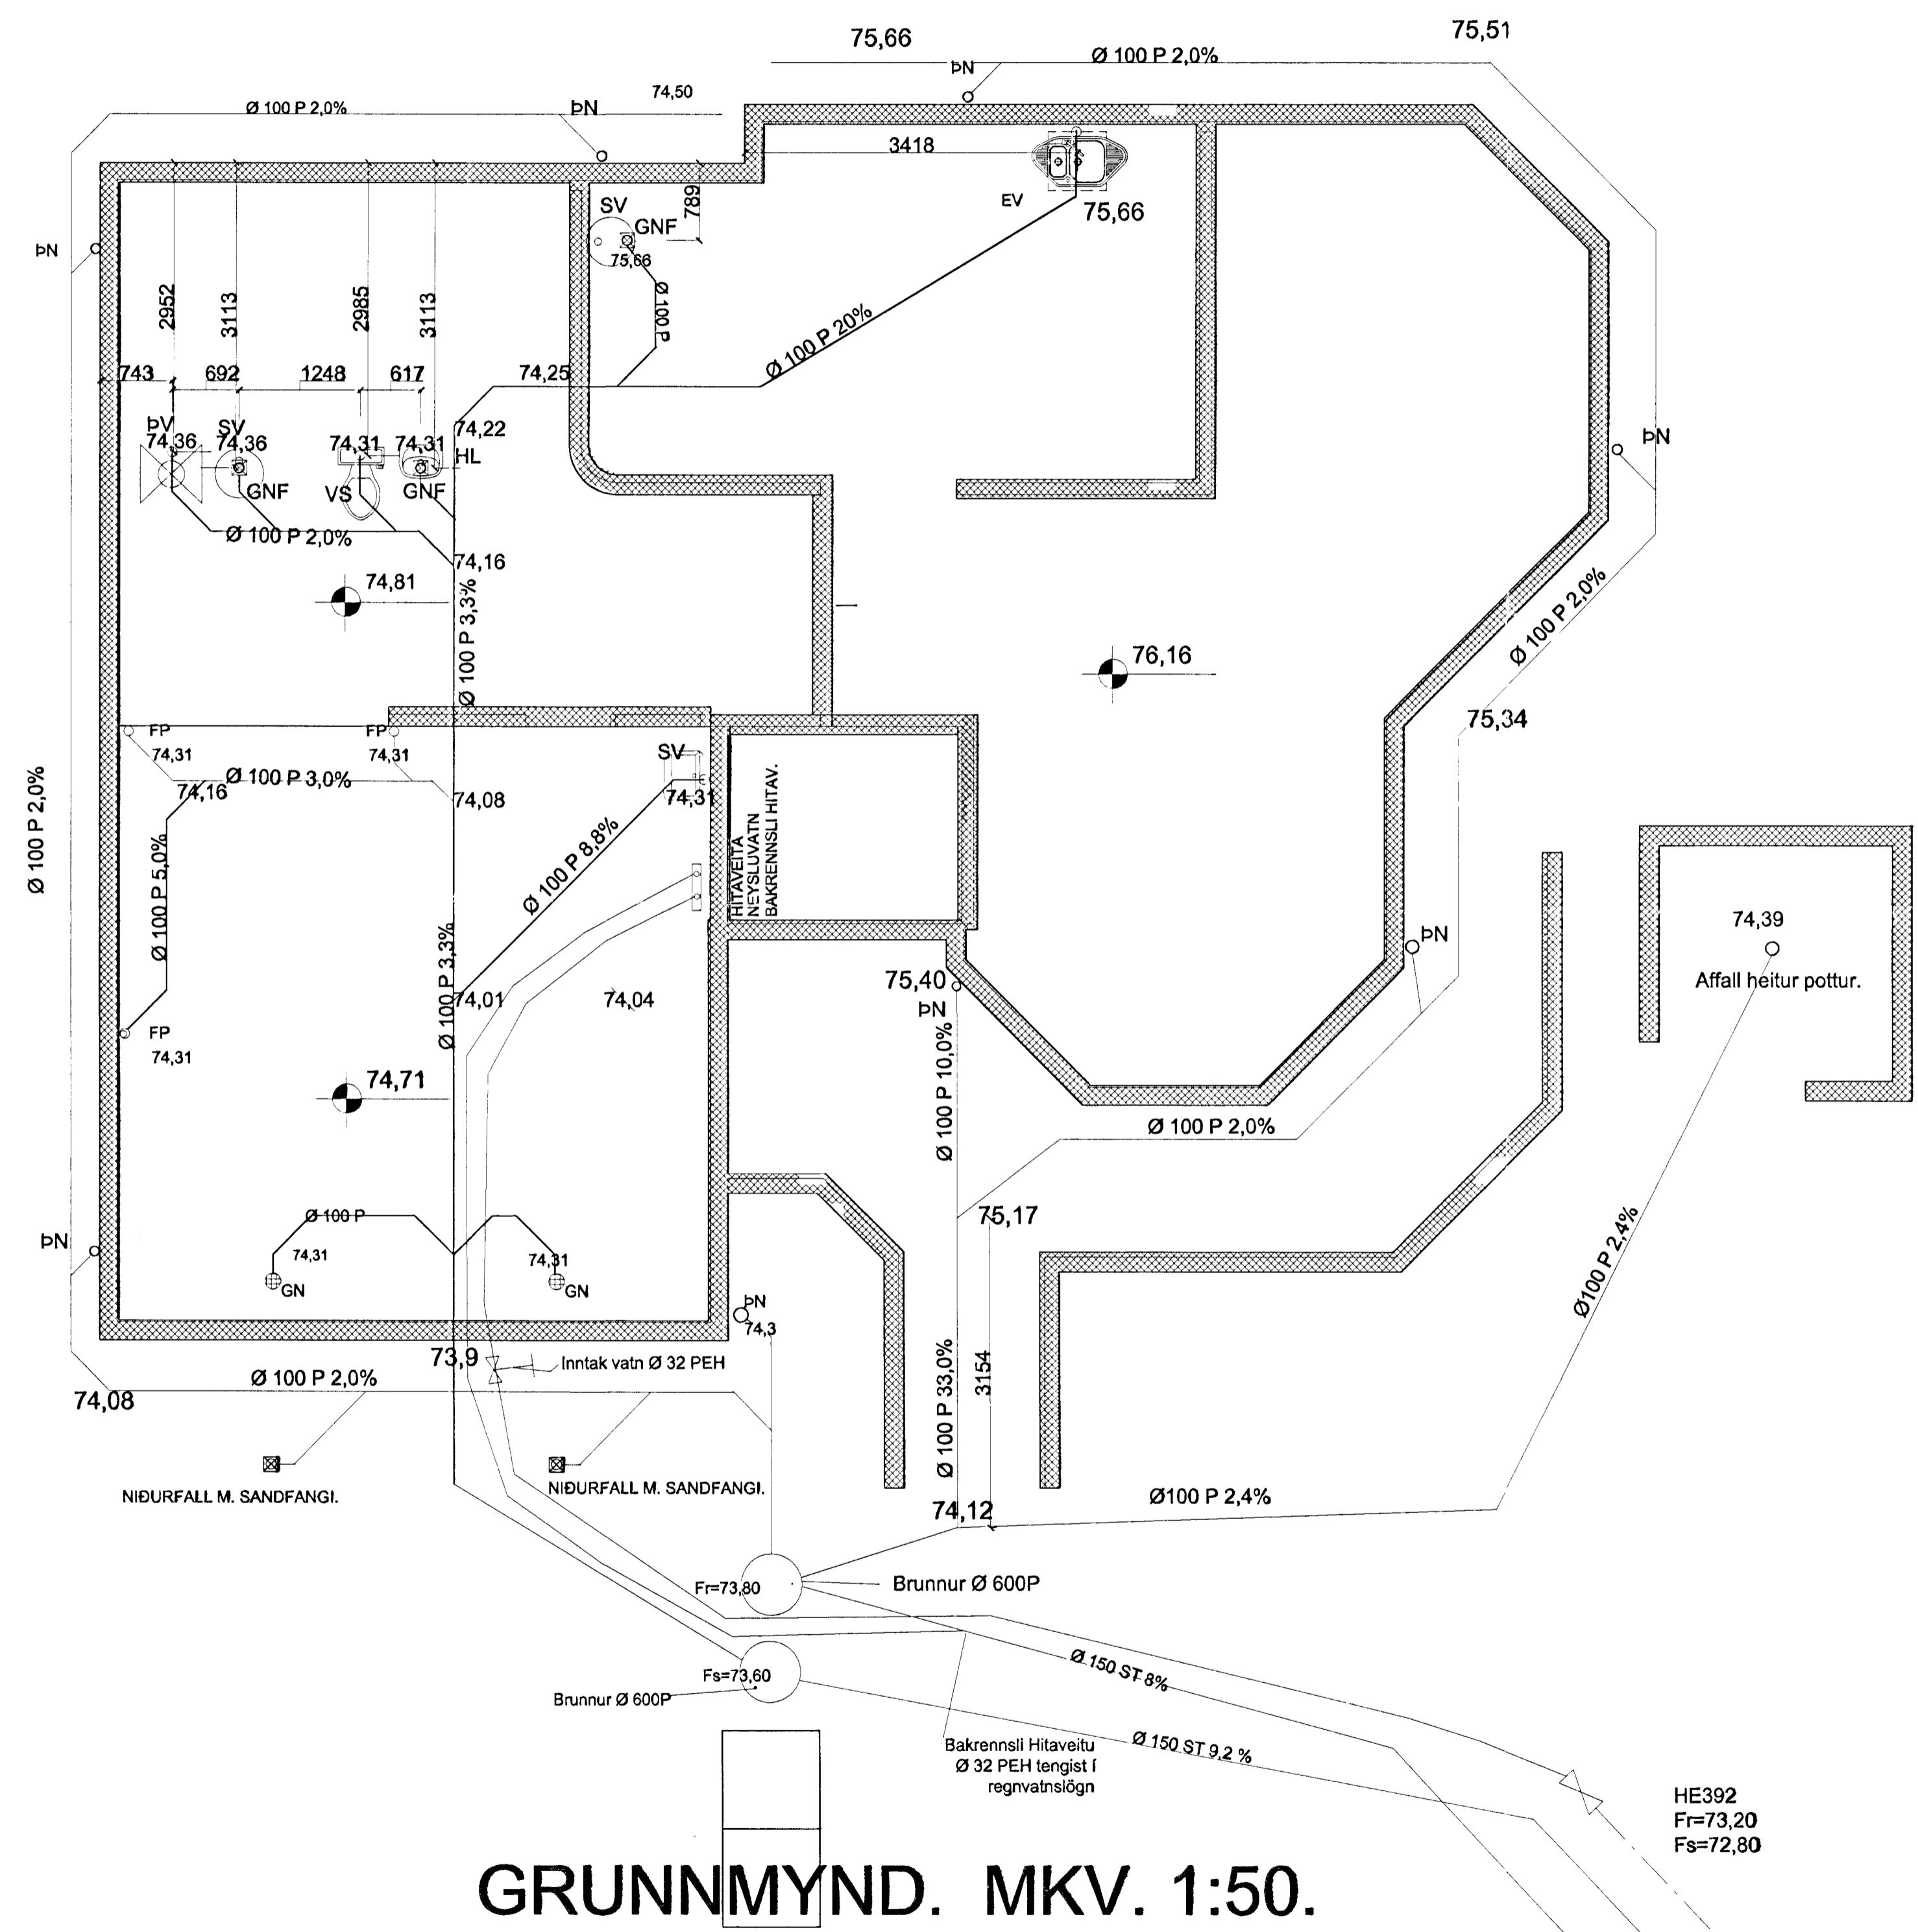 75,66
75,51
Ø 100 P 2,0%
ÞN
74,50
Ø 100 P 2,0%
ÞN
3418
789
SV
GNF
75,66
EV
75,66
ÞN
2952
3113
2985
3113
Ø 100 P
Ø 100 P 20%
743
692
1248
617
74,25
ÞV
SV
74,36
74,36
74,31
74,31
74,22
HL
GNF
VS
GNF
ÞN
Ø 100 P 2,0%
74,16
74,81
Ø 100 P 3,3%
Ø 100 P 2,0%
76,16
75,34
FP
74,31
FP
74,31
SV
Ø 100 P 3,0%
74,16
74,08
74,31
Ø 100 P 2,0%
Ø 100 P 5,0%
Ø 100 P 8,8%
HITAVEITA
NEYSLUVATN
BAKRENNSLI HITAV.
74,39
Affall heitur pottur.
ÞN
Ø 100 P 3,3%
75,40
ÞN
74,01
74,04
FP
74,31
74,71
Ø 100 P 10,0%
Ø 100 P 2,0%
75,17
Ø 100 P
74,31
GN
74,31
GN
ÞN
ÞN
74,3
Ø100 P 2,4%
73,9
Inntak vatn Ø 32 PEH
Ø 100 P 2,0%
74,08
Ø 100 P 33,0%
3154
NIÐURFALL M. SANDFANGI.
NIÐURFALL M. SANDFANGI.
74,12
Ø100 P 2,4%
Fr=73,80
Brunnur Ø 600P
Fs=73,60
Brunnur Ø 600P
Ø 150 ST 8%
Ø 150 ST 9,2 %
Bakrennsli Hitaveitu
Ø 32 PEH tengist í
regnvatnslögn
HE392
Fr=73,20
Fs=72,80
GRUNNMYND. MKV. 1:50.